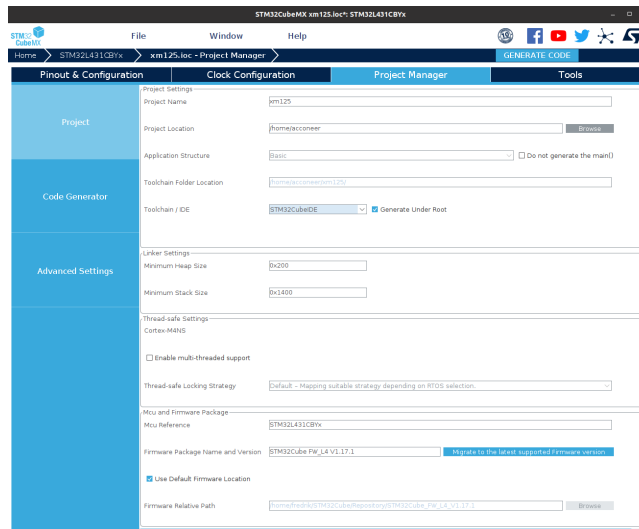 STM32CubeMX xm125.ioc*: STM32L431CBYx
STM32 CubeMX
File Window Help
Home STM32L431CBYx xm125.ioc - Project Manager GENERATE CODE
Pinout & Configuration Clock Configuration Project Manager Tools
Project
Code Generator
Advanced Settings
Project Settings
Project Name xm125
Project Location /home/acconeer Browse
Application Structure Basic Do not generate the main()
Toolchain Folder Location /home/acconeer/xm125/
Toolchain / IDE STM32CubeIDE Generate Under Root
Linker Settings
Minimum Heap Size 0x200
Minimum Stack Size 0x1400
Thread-safe Settings
Cortex-M4NS
Enable multi-threaded support
Thread-safe Locking Strategy Default - Mapping suitable strategy depending on RTOS selection.
Mcu and Firmware Package
Mcu Reference STM32L431CBYx
Firmware Package Name and Version STM32Cube FW_L4 V1.17.1 Migrate to the latest supported Firmware version
Use Default Firmware Location
Firmware Relative Path /home/fredrik/STM32Cube/Repository/STM32Cube_FW_L4_V1.17.1 Browse